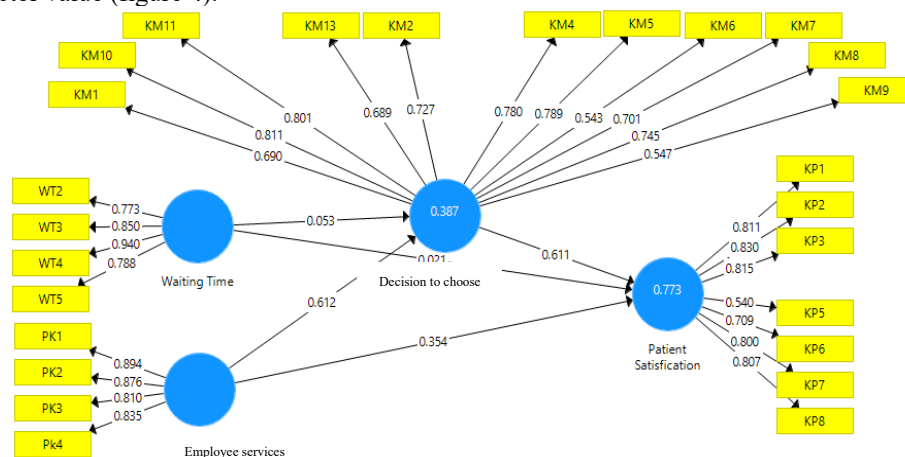 KM11 KM13 KM2 KM4 KM5 KM6 KM7
KM10 KM8
KM1 KM9
0.801 0.689 0.727 0.780 0.789 0.543 0.701
0.811 0.745
0.690 0.547
WT2
WT3
WT4
WT5
0.773
0.850
0.940
0.788
Waiting Time
0.053
0.387
Decision to choose
0.021
0.611
0.612
0.354
KP1
KP2
KP3
KP5
KP6
KP7
KP8
0.811
0.830
0.815
0.540
0.709
0.800
0.807
0.773
Patient
Satisfication
PK1
PK2
PK3
Pk4
0.894
0.876
0.810
0.835
Employee services